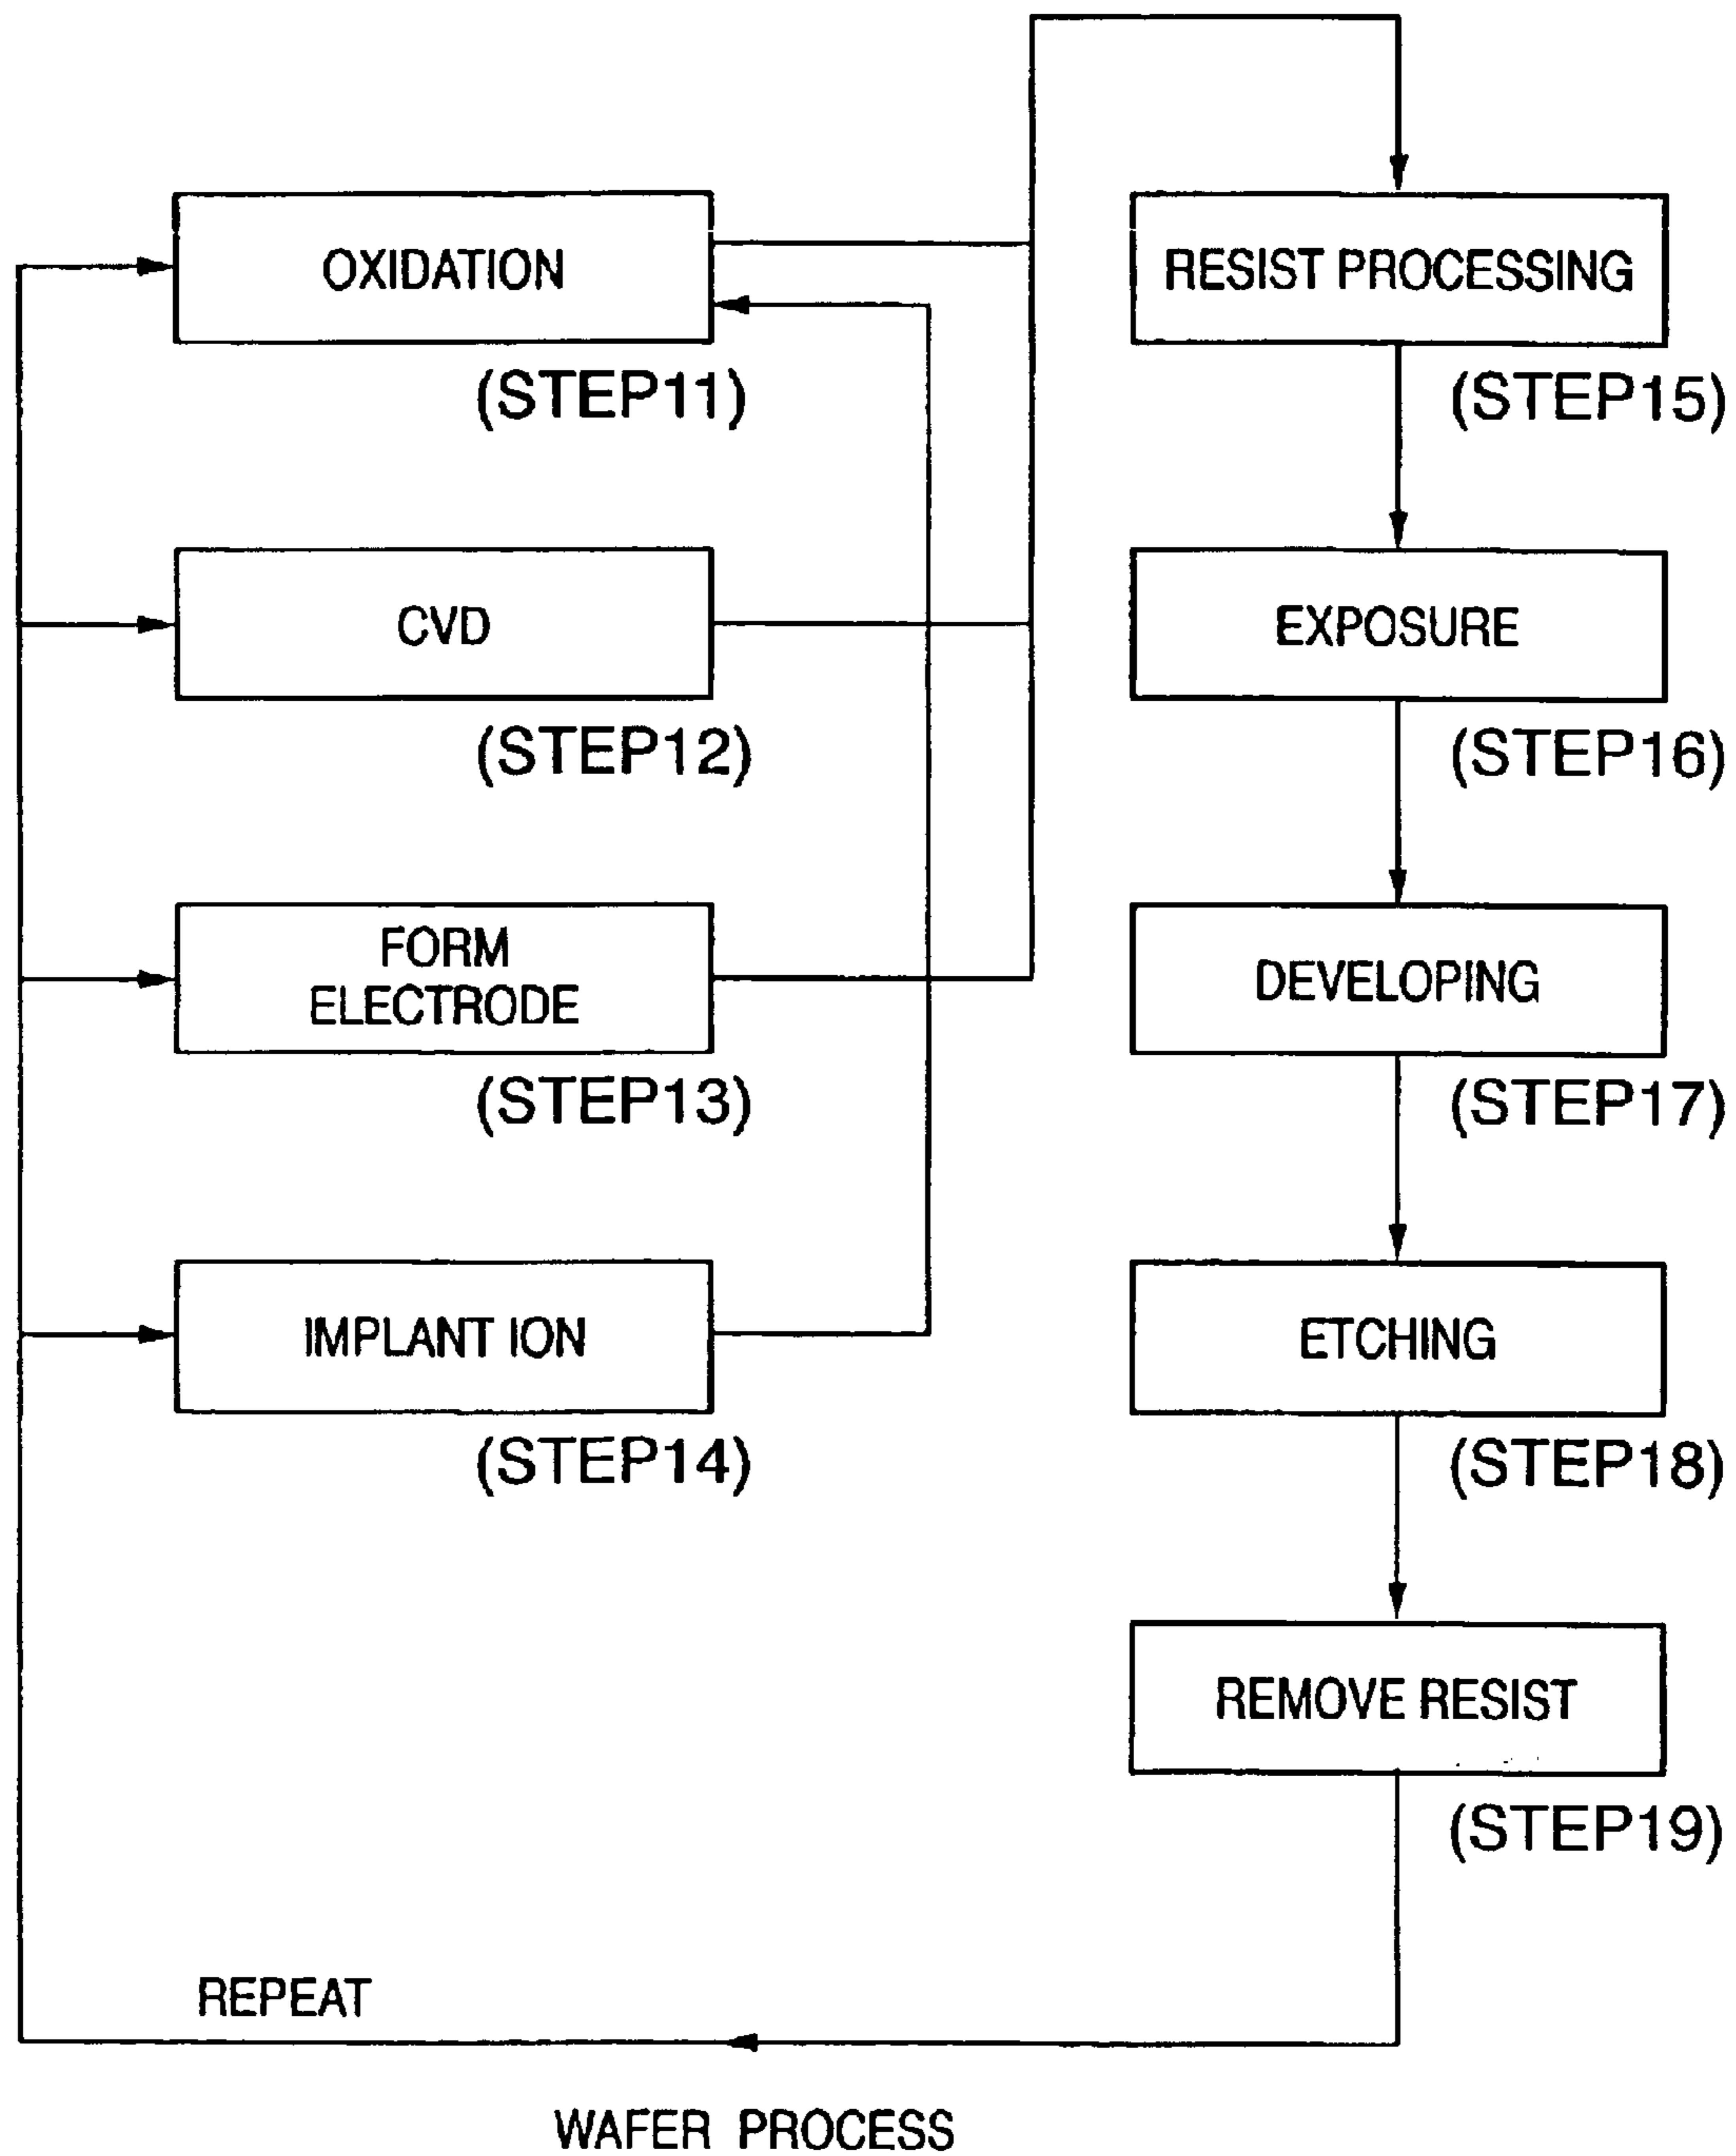 OXIDATION
(STEP11)
CVD
(STEP12)
FORM
ELECTRODE
(STEP13)
IMPLANT ION
(STEP14)
RESIST PROCESSING
(STEP15)
EXPOSURE
(STEP16)
DEVELOPING
(STEP17)
ETCHING
(STEP18)
REMOVE RESIST
(STEP19)
REPEAT
WAFER PROCESS